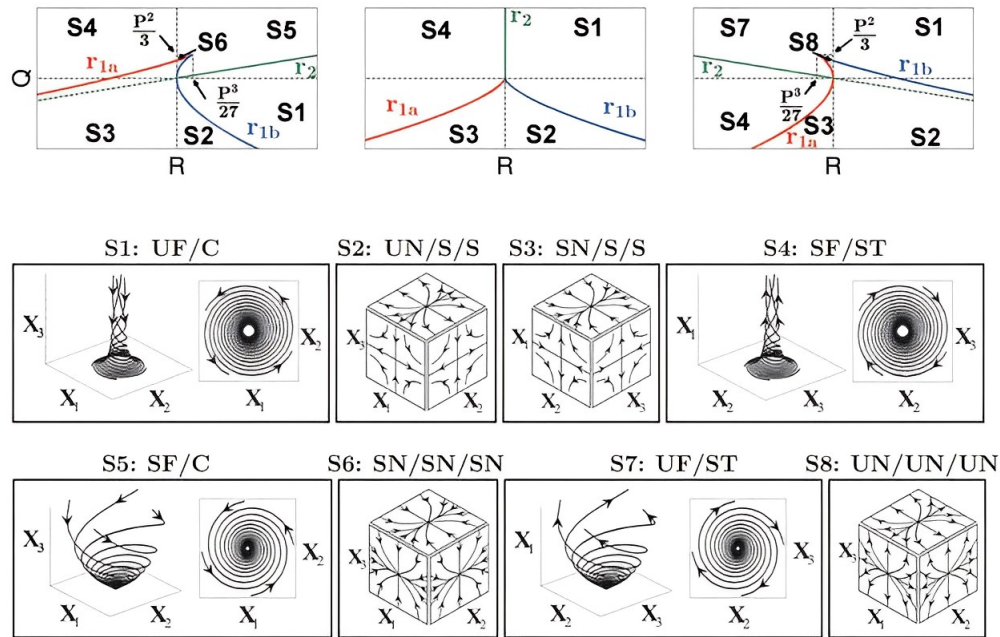 S4 P²/3 S6 S5
Q r1a r2
P³/27 S1
S3 S2 r1b
R
S4 r2 S1
r1a r1b
S3 S2
R
S7 S8 P²/3 S1
r2 r1b
P³/27
S4 S3 S2
r1a
R
S1: UF/C
X3 X2
X1 X2 X1
S2: UN/S/S
X3
X1 X2
S3: SN/S/S
X1
X2 X3
S4: SF/ST
X1 X3
X2 X3 X2
S5: SF/C
X3 X2
X1 X2 X1
S6: SN/SN/SN
X3
X1 X2
S7: UF/ST
X1 X3
X2 X3 X2
S8: UN/UN/UN
X3
X1 X2